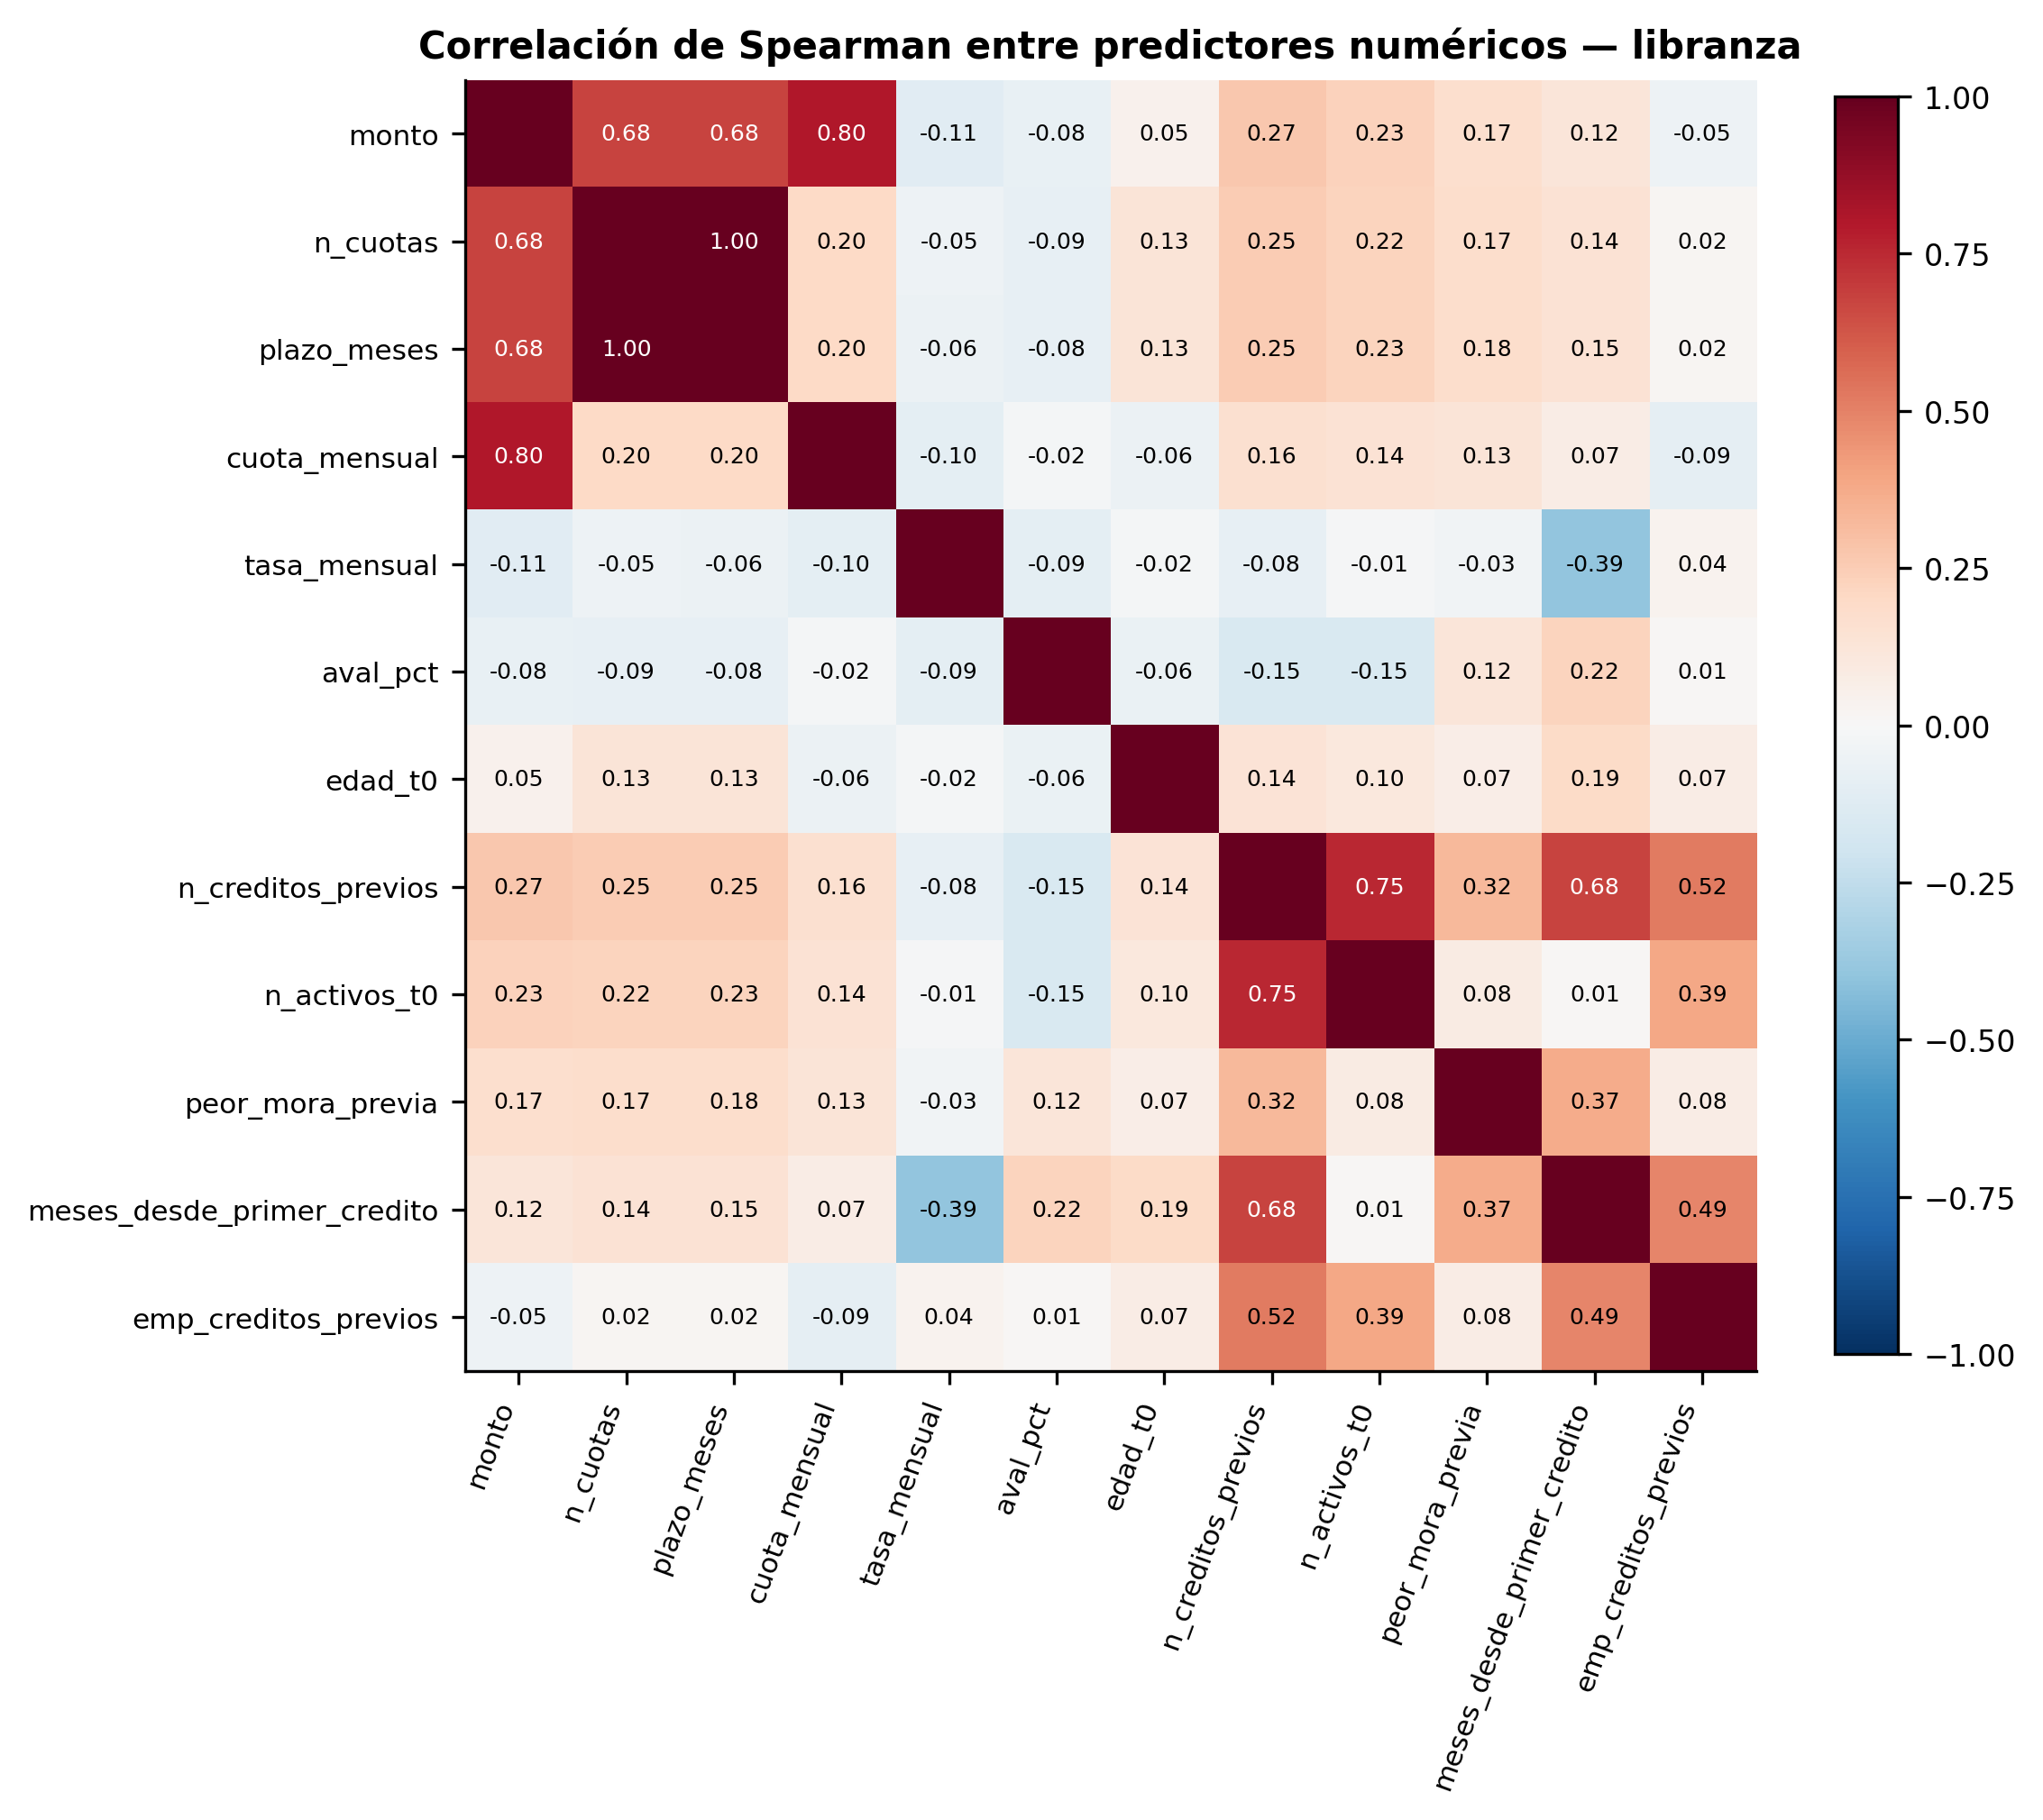 Correlación de Spearman entre predictores numéricos — libranza
monto 0.68 0.68 0.80 -0.11 -0.08 0.05 0.27 0.23 0.17 0.12 -0.05
n_cuotas 0.68 1.00 0.20 -0.05 -0.09 0.13 0.25 0.22 0.17 0.14 0.02
plazo_meses 0.68 1.00 0.20 -0.06 -0.08 0.13 0.25 0.23 0.18 0.15 0.02
cuota_mensual 0.80 0.20 0.20 -0.10 -0.02 -0.06 0.16 0.14 0.13 0.07 -0.09
tasa_mensual -0.11 -0.05 -0.06 -0.10 -0.09 -0.02 -0.08 -0.01 -0.03 -0.39 0.04
aval_pct -0.08 -0.09 -0.08 -0.02 -0.09 -0.06 -0.15 -0.15 0.12 0.22 0.01
edad_t0 0.05 0.13 0.13 -0.06 -0.02 -0.06 0.14 0.10 0.07 0.19 0.07
n_creditos_previos 0.27 0.25 0.25 0.16 -0.08 -0.15 0.14 0.75 0.32 0.68 0.52
n_activos_t0 0.23 0.22 0.23 0.14 -0.01 -0.15 0.10 0.75 0.08 0.01 0.39
peor_mora_previa 0.17 0.17 0.18 0.13 -0.03 0.12 0.07 0.32 0.08 0.37 0.08
meses_desde_primer_credito 0.12 0.14 0.15 0.07 -0.39 0.22 0.19 0.68 0.01 0.37 0.49
emp_creditos_previos -0.05 0.02 0.02 -0.09 0.04 0.01 0.07 0.52 0.39 0.08 0.49
monto
n_cuotas
plazo_meses
cuota_mensual
tasa_mensual
aval_pct
edad_t0
n_creditos_previos
n_activos_t0
peor_mora_previa
meses_desde_primer_credito
emp_creditos_previos
1.00
0.75
0.50
0.25
0.00
−0.25
−0.50
−0.75
−1.00